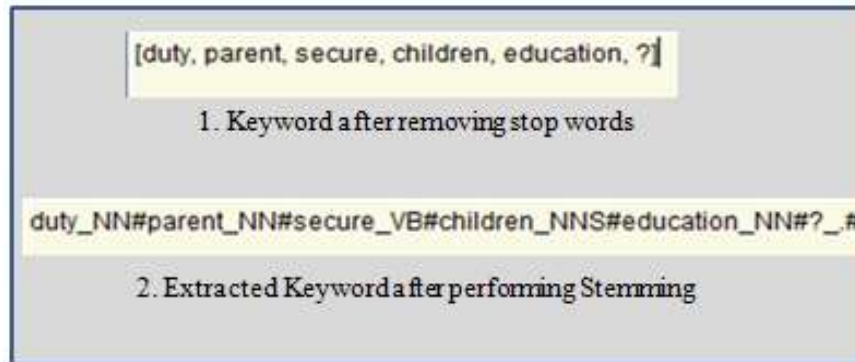 [duty, parent, secure, children, education, ?]
1. Keyword after removing stop words
duty_NN#parent_NN#secure_VB#children_NNS#education_NN#?_.#
2. Extracted Keyword after performing Stemming